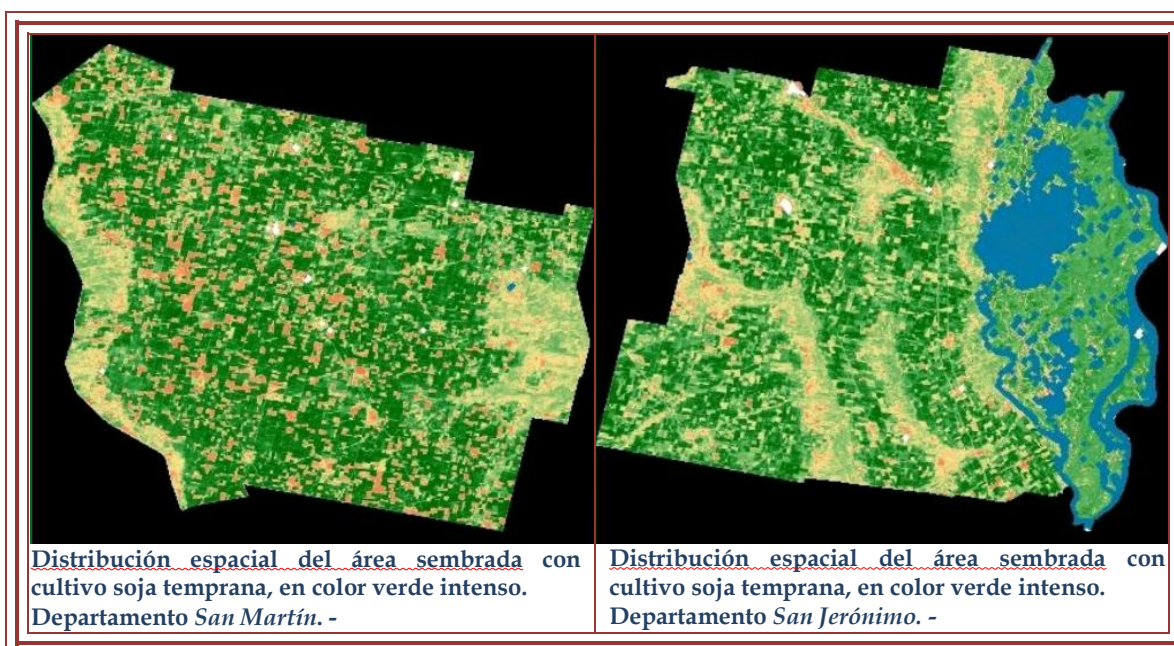 Distribución espacial del área sembrada con
cultivo soja temprana, en color verde intenso.
Departamento San Martín. -
Distribución espacial del área sembrada con
cultivo soja temprana, en color verde intenso.
Departamento San Jerónimo. -